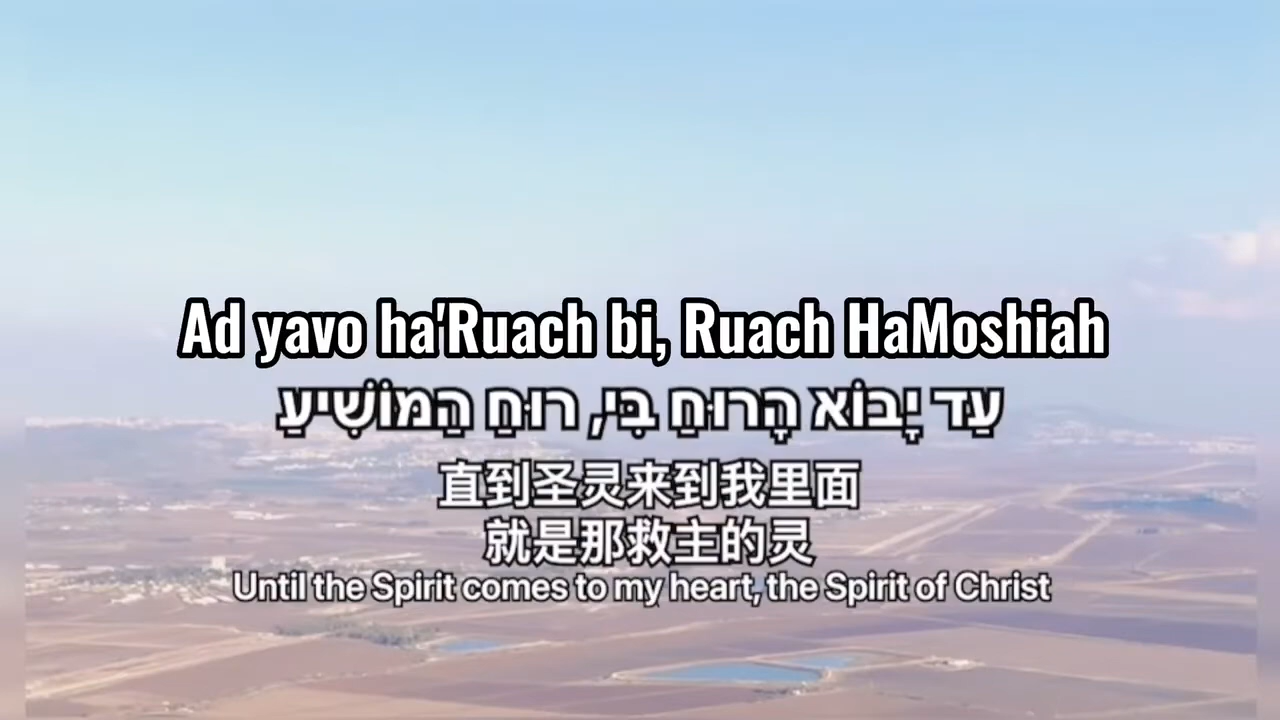 Ad yavo ha'Ruach bi, Ruach HaMoshiah
עַד יָבוֹא הָרוּחַ בִּי, רוּחַ הַמּוֹשִׁיעַ
直到圣灵来到我里面
就是那救主的灵
Until the Spirit comes to my heart, the Spirit of Christ